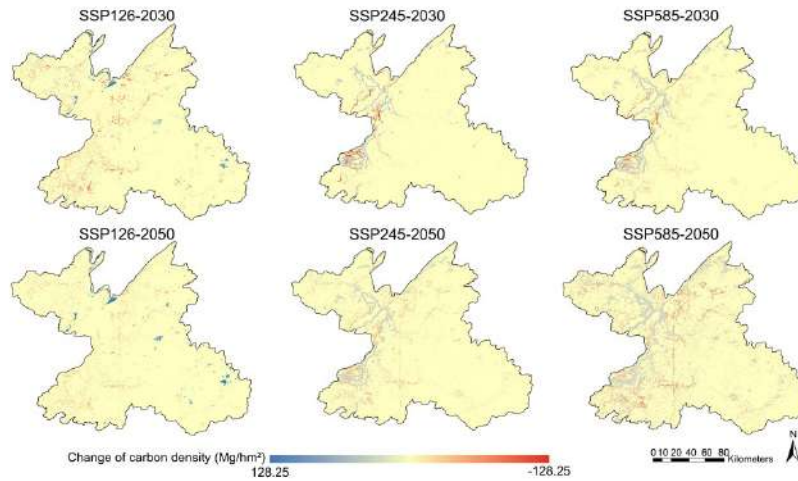 SSP126-2030
SSP245-2030
SSP585-2030
SSP126-2050
SSP245-2050
SSP585-2050
Change of carbon density (Mg/hm²)
128.25
-128.25
0 10 20 40 60 80
Kilometers
N